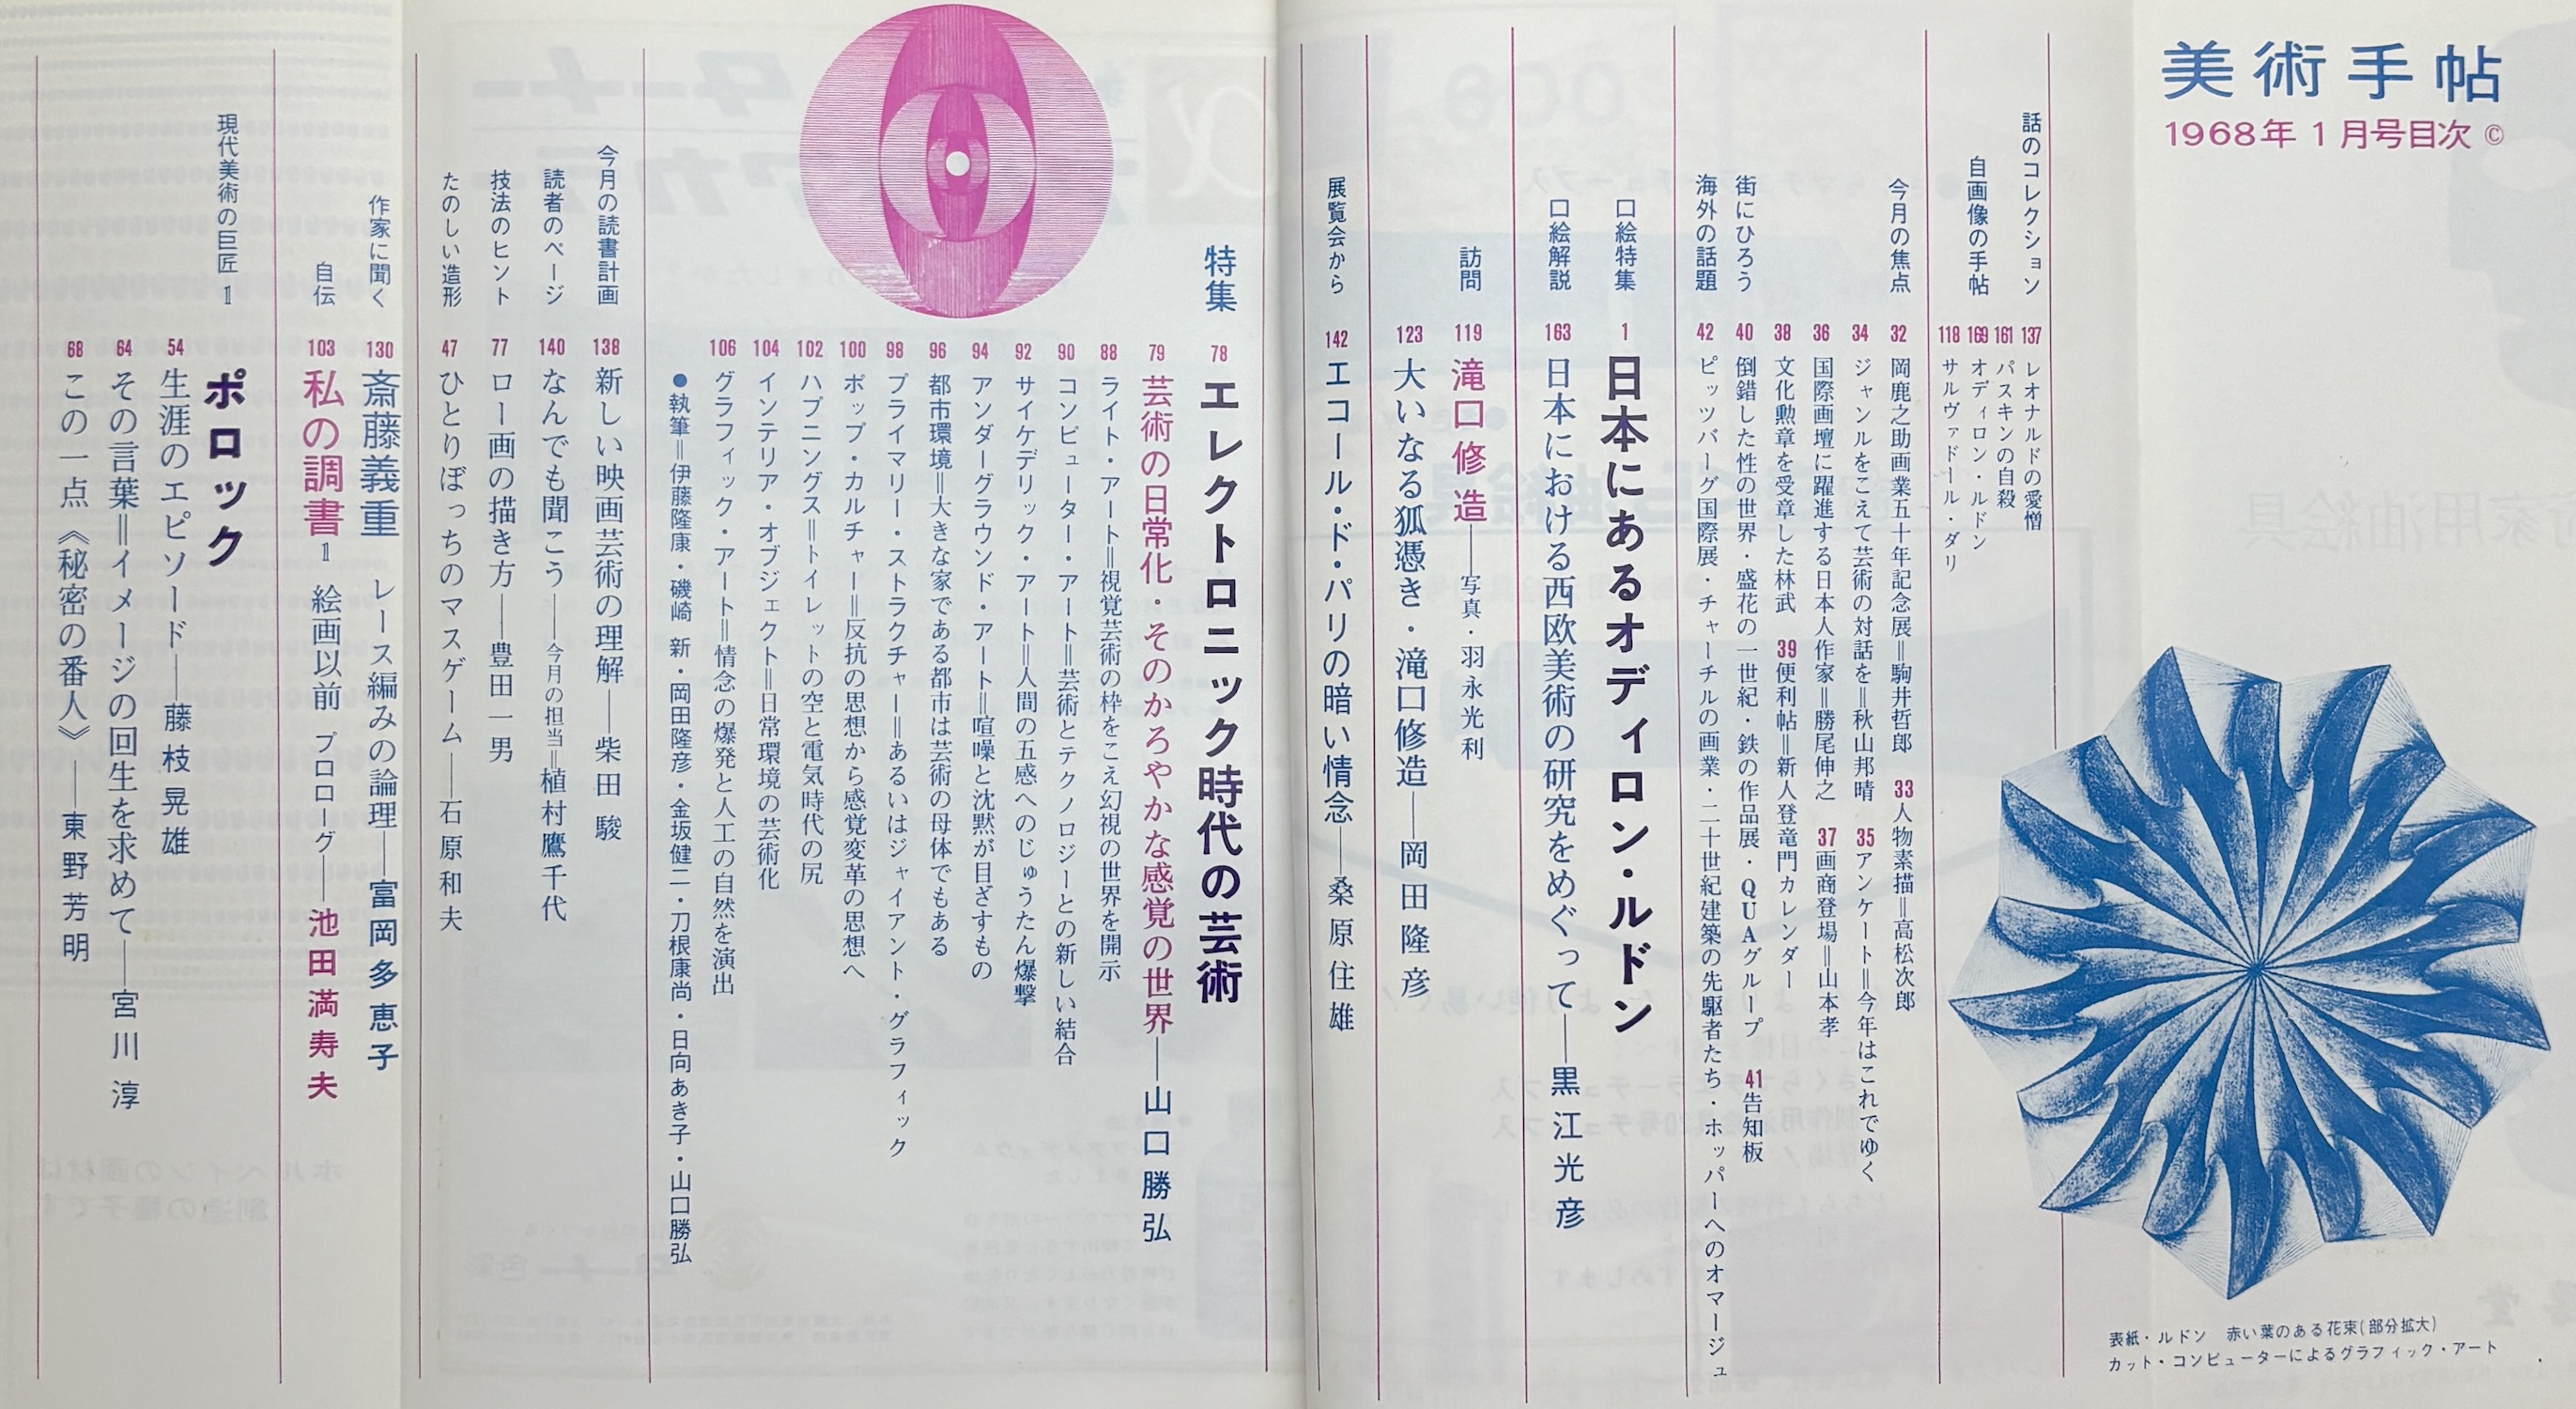 美術手帖
1968年1月号目次 ©
話のコレクション
137 レオナルドの愛憎
161 パスキンの自殺
自画像の手帖
169 オディロン・ルドン
118 サルヴァドール・ダリ
今月の焦点
32 岡鹿之助画業五十年記念展＝駒井哲郎 33 人物素描＝高松次郎
34 ジャンルをこえて芸術の対話を＝秋山邦晴 35 アンケート＝今年はこれでゆく
36 国際画壇に躍進する日本人作家＝勝尾伸之 37 画商登場＝山本孝
38 文化勲章を受章した林武 39 便利帖＝新人登竜門カレンダー
街にひろう 40 倒錯した性の世界・盛花の一世紀・鉄の作品展・QUAグループ 41 告知板
海外の話題 42 ピッツバーグ国際展・チャーチルの画業・二十世紀建築の先駆者たち・ホッパーへのオマージュ
口絵特集 1 日本にあるオディロン・ルドン
口絵解説 163 日本における西欧美術の研究をめぐって——黒江光彦
訪問 119 滝口修造——写真・羽永光利
123 大いなる狐憑き・滝口修造——岡田隆彦
展覧会から 142 エコール・ド・パリの暗い情念——桑原住雄
特集 78 エレクトロニック時代の芸術
79 芸術の日常化・そのかろやかな感覚の世界——山口勝弘
88 ライト・アート＝視覚芸術の枠をこえ幻視の世界を開示
90 コンピューター・アート＝芸術とテクノロジーとの新しい結合
92 サイケデリック・アート＝人間の五感へのじゅうたん爆撃
94 アンダーグラウンド・アート＝喧噪と沈黙が目ざすもの
96 都市環境＝大きな家である都市は芸術の母体でもある
98 プライマリー・ストラクチャー＝あるいはジャイアント・グラフィック
100 ポップ・カルチャー＝反抗の思想から感覚変革の思想へ
102 ハプニングス＝トイレットの空と電気時代の尻
104 インテリア・オブジェクト＝日常環境の芸術化
106 グラフィック・アート＝情念の爆発と人工の自然を演出
●執筆＝伊藤隆康・磯崎 新・岡田隆彦・金坂健二・刀根康尚・日向あき子・山口勝弘
今月の読書計画 138 新しい映画芸術の理解——柴田 駿
読者のページ 140 なんでも聞こう——今月の担当＝植村鷹千代
技法のヒント 77 ロー画の描き方——豊田一男
たのしい造形 47 ひとりぼっちのマスゲーム——石原和夫
作家に聞く 130 斎藤義重 レース編みの論理——富岡多恵子
自伝 103 私の調書1 絵画以前 プロローグ——池田満寿夫
現代美術の巨匠1 ポロック
54 生涯のエピソード——藤枝晃雄
64 その言葉＝イメージの回生を求めて——宮川 淳
68 この一点《秘密の番人》——東野芳明
表紙・ルドン 赤い葉のある花束(部分拡大)
カット・コンピューターによるグラフィック・アート